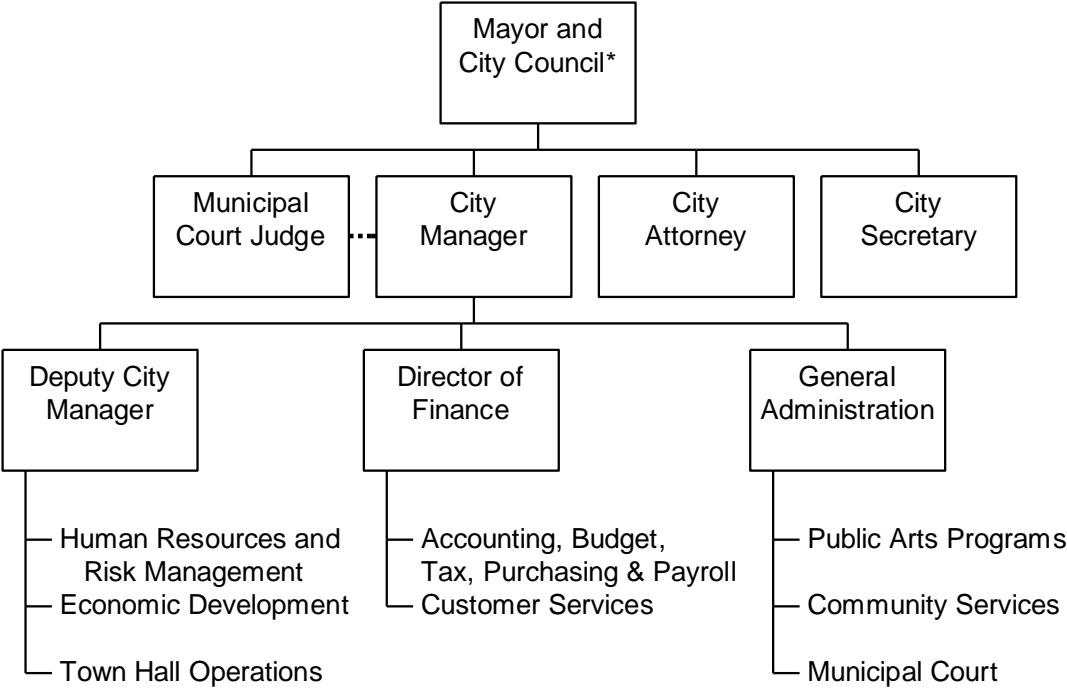 Mayor and
City Council*
Municipal
Court Judge
City
Manager
City
Attorney
City
Secretary
Deputy City
Manager
Director of
Finance
General
Administration
Human Resources and
Risk Management
Economic Development
Town Hall Operations
Accounting, Budget,
Tax, Purchasing & Payroll
Customer Services
Public Arts Programs
Community Services
Municipal Court